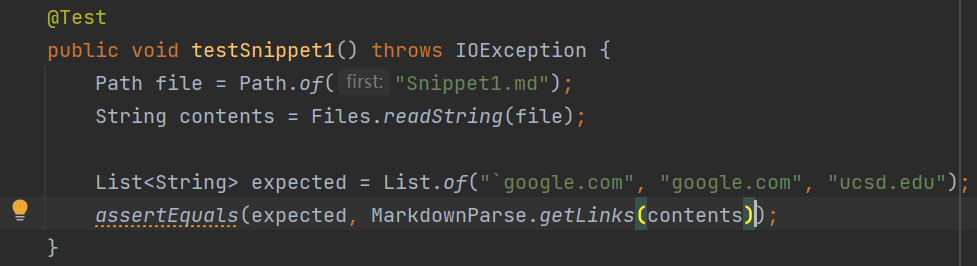 @Test
public void testSnippet1() throws IOException {
    Path file = Path.of( first: "Snippet1.md");
    String contents = Files.readString(file);

    List<String> expected = List.of("`google.com", "google.com", "ucsd.edu");
    assertEquals(expected, MarkdownParse.getLinks(contents));
}